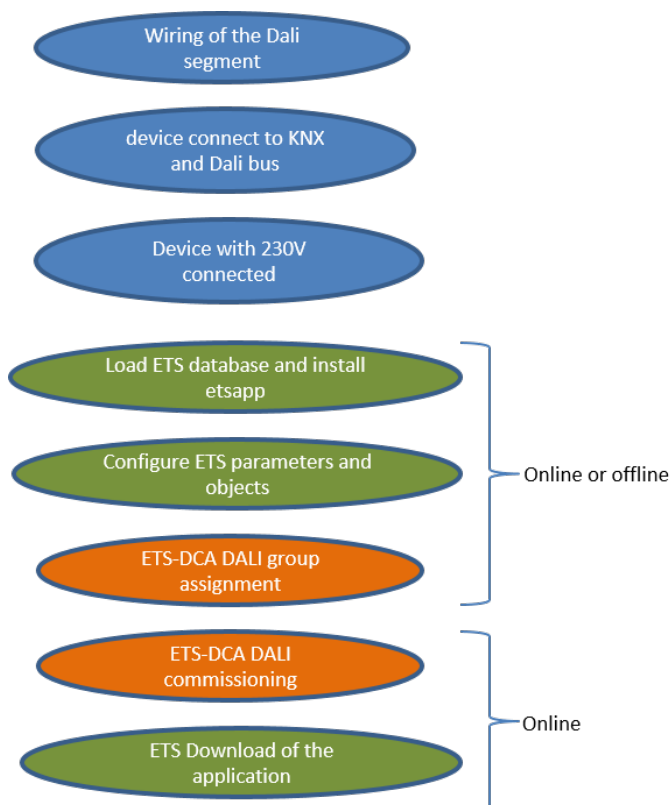 Wiring of the Dali
segment
device connect to KNX
and Dali bus
Device with 230V
connected
Load ETS database and install
etsapp
Configure ETS parameters and
objects
Online or offline
ETS-DCA DALI group
assignment
ETS-DCA DALI
commissioning
Online
ETS Download of the
application